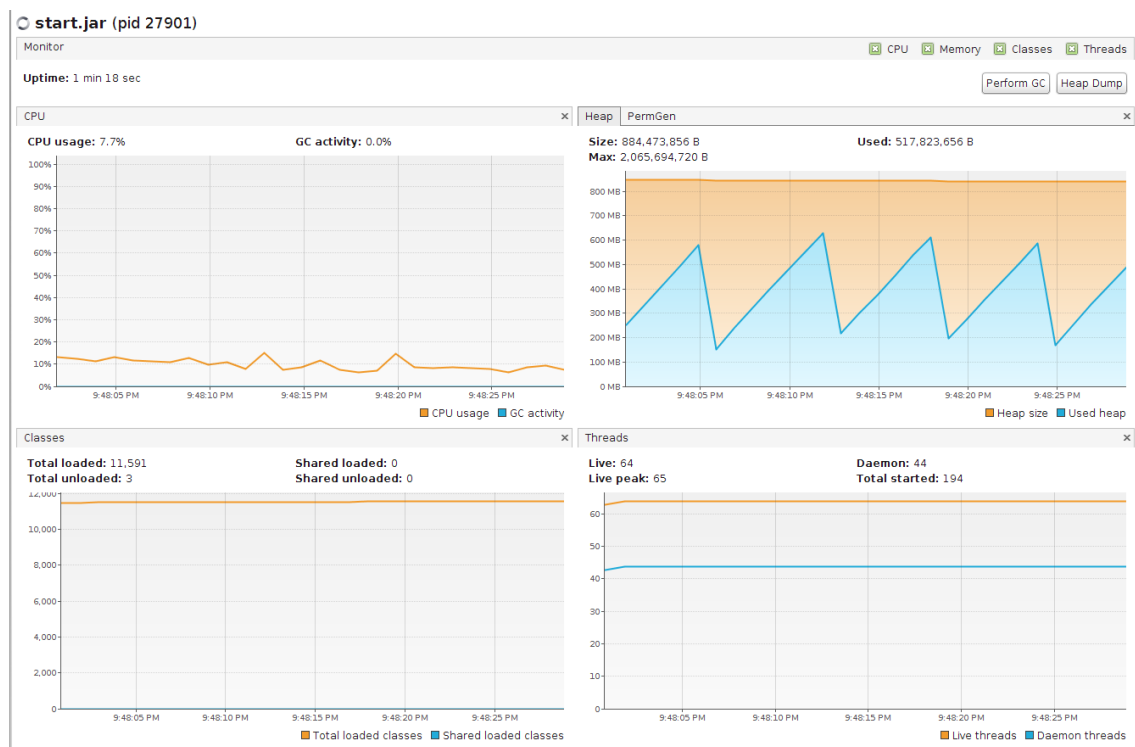 start.jar (pid 27901)
Monitor
CPU Memory Classes Threads
Uptime: 1 min 18 sec
Perform GC Heap Dump
CPU ×
CPU usage: 7.7% GC activity: 0.0%
100%
90%
80%
70%
60%
50%
40%
30%
20%
10%
0%
9:48:05 PM 9:48:10 PM 9:48:15 PM 9:48:20 PM 9:48:25 PM
CPU usage GC activity
Heap PermGen ×
Size: 884,473,856 B Used: 517,823,656 B
Max: 2,065,694,720 B
800 MB
700 MB
600 MB
500 MB
400 MB
300 MB
200 MB
100 MB
0 MB
9:48:05 PM 9:48:10 PM 9:48:15 PM 9:48:20 PM 9:48:25 PM
Heap size Used heap
Classes ×
Total loaded: 11,591 Shared loaded: 0
Total unloaded: 3 Shared unloaded: 0
12,000
10,000
8,000
6,000
4,000
2,000
0
9:48:05 PM 9:48:10 PM 9:48:15 PM 9:48:20 PM 9:48:25 PM
Total loaded classes Shared loaded classes
Threads ×
Live: 64 Daemon: 44
Live peak: 65 Total started: 194
60
50
40
30
20
10
0
9:48:05 PM 9:48:10 PM 9:48:15 PM 9:48:20 PM 9:48:25 PM
Live threads Daemon threads